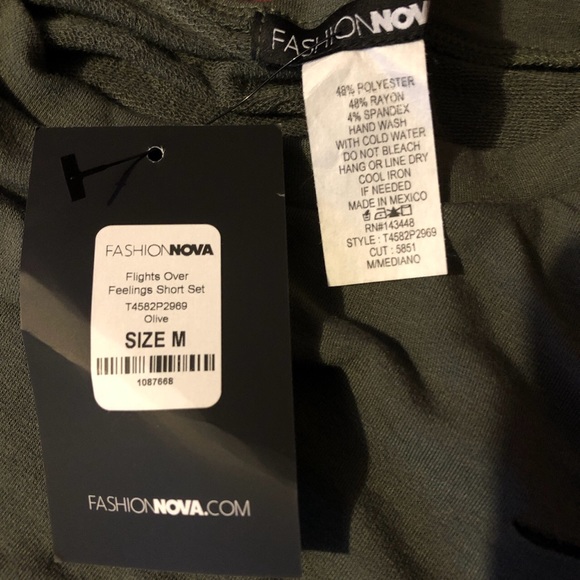 FASHIONNOV
48% POLYESTER
48% RAYON
4% SPANDEX
HAND WASH
WITH COLD WATER
DO NOT BLEACH
HANG OR LINE DRY
COOL IRON
IF NEEDED
MADE IN MEXICO
RN#143448
STYLE : T4582P2969
CUT : 5851
M/MEDIANO
FASHIONNOVA
Flights Over
Feelings Short Set
T4582P2969
Olive
SIZE M
1087668
FASHIONNOVA.COM